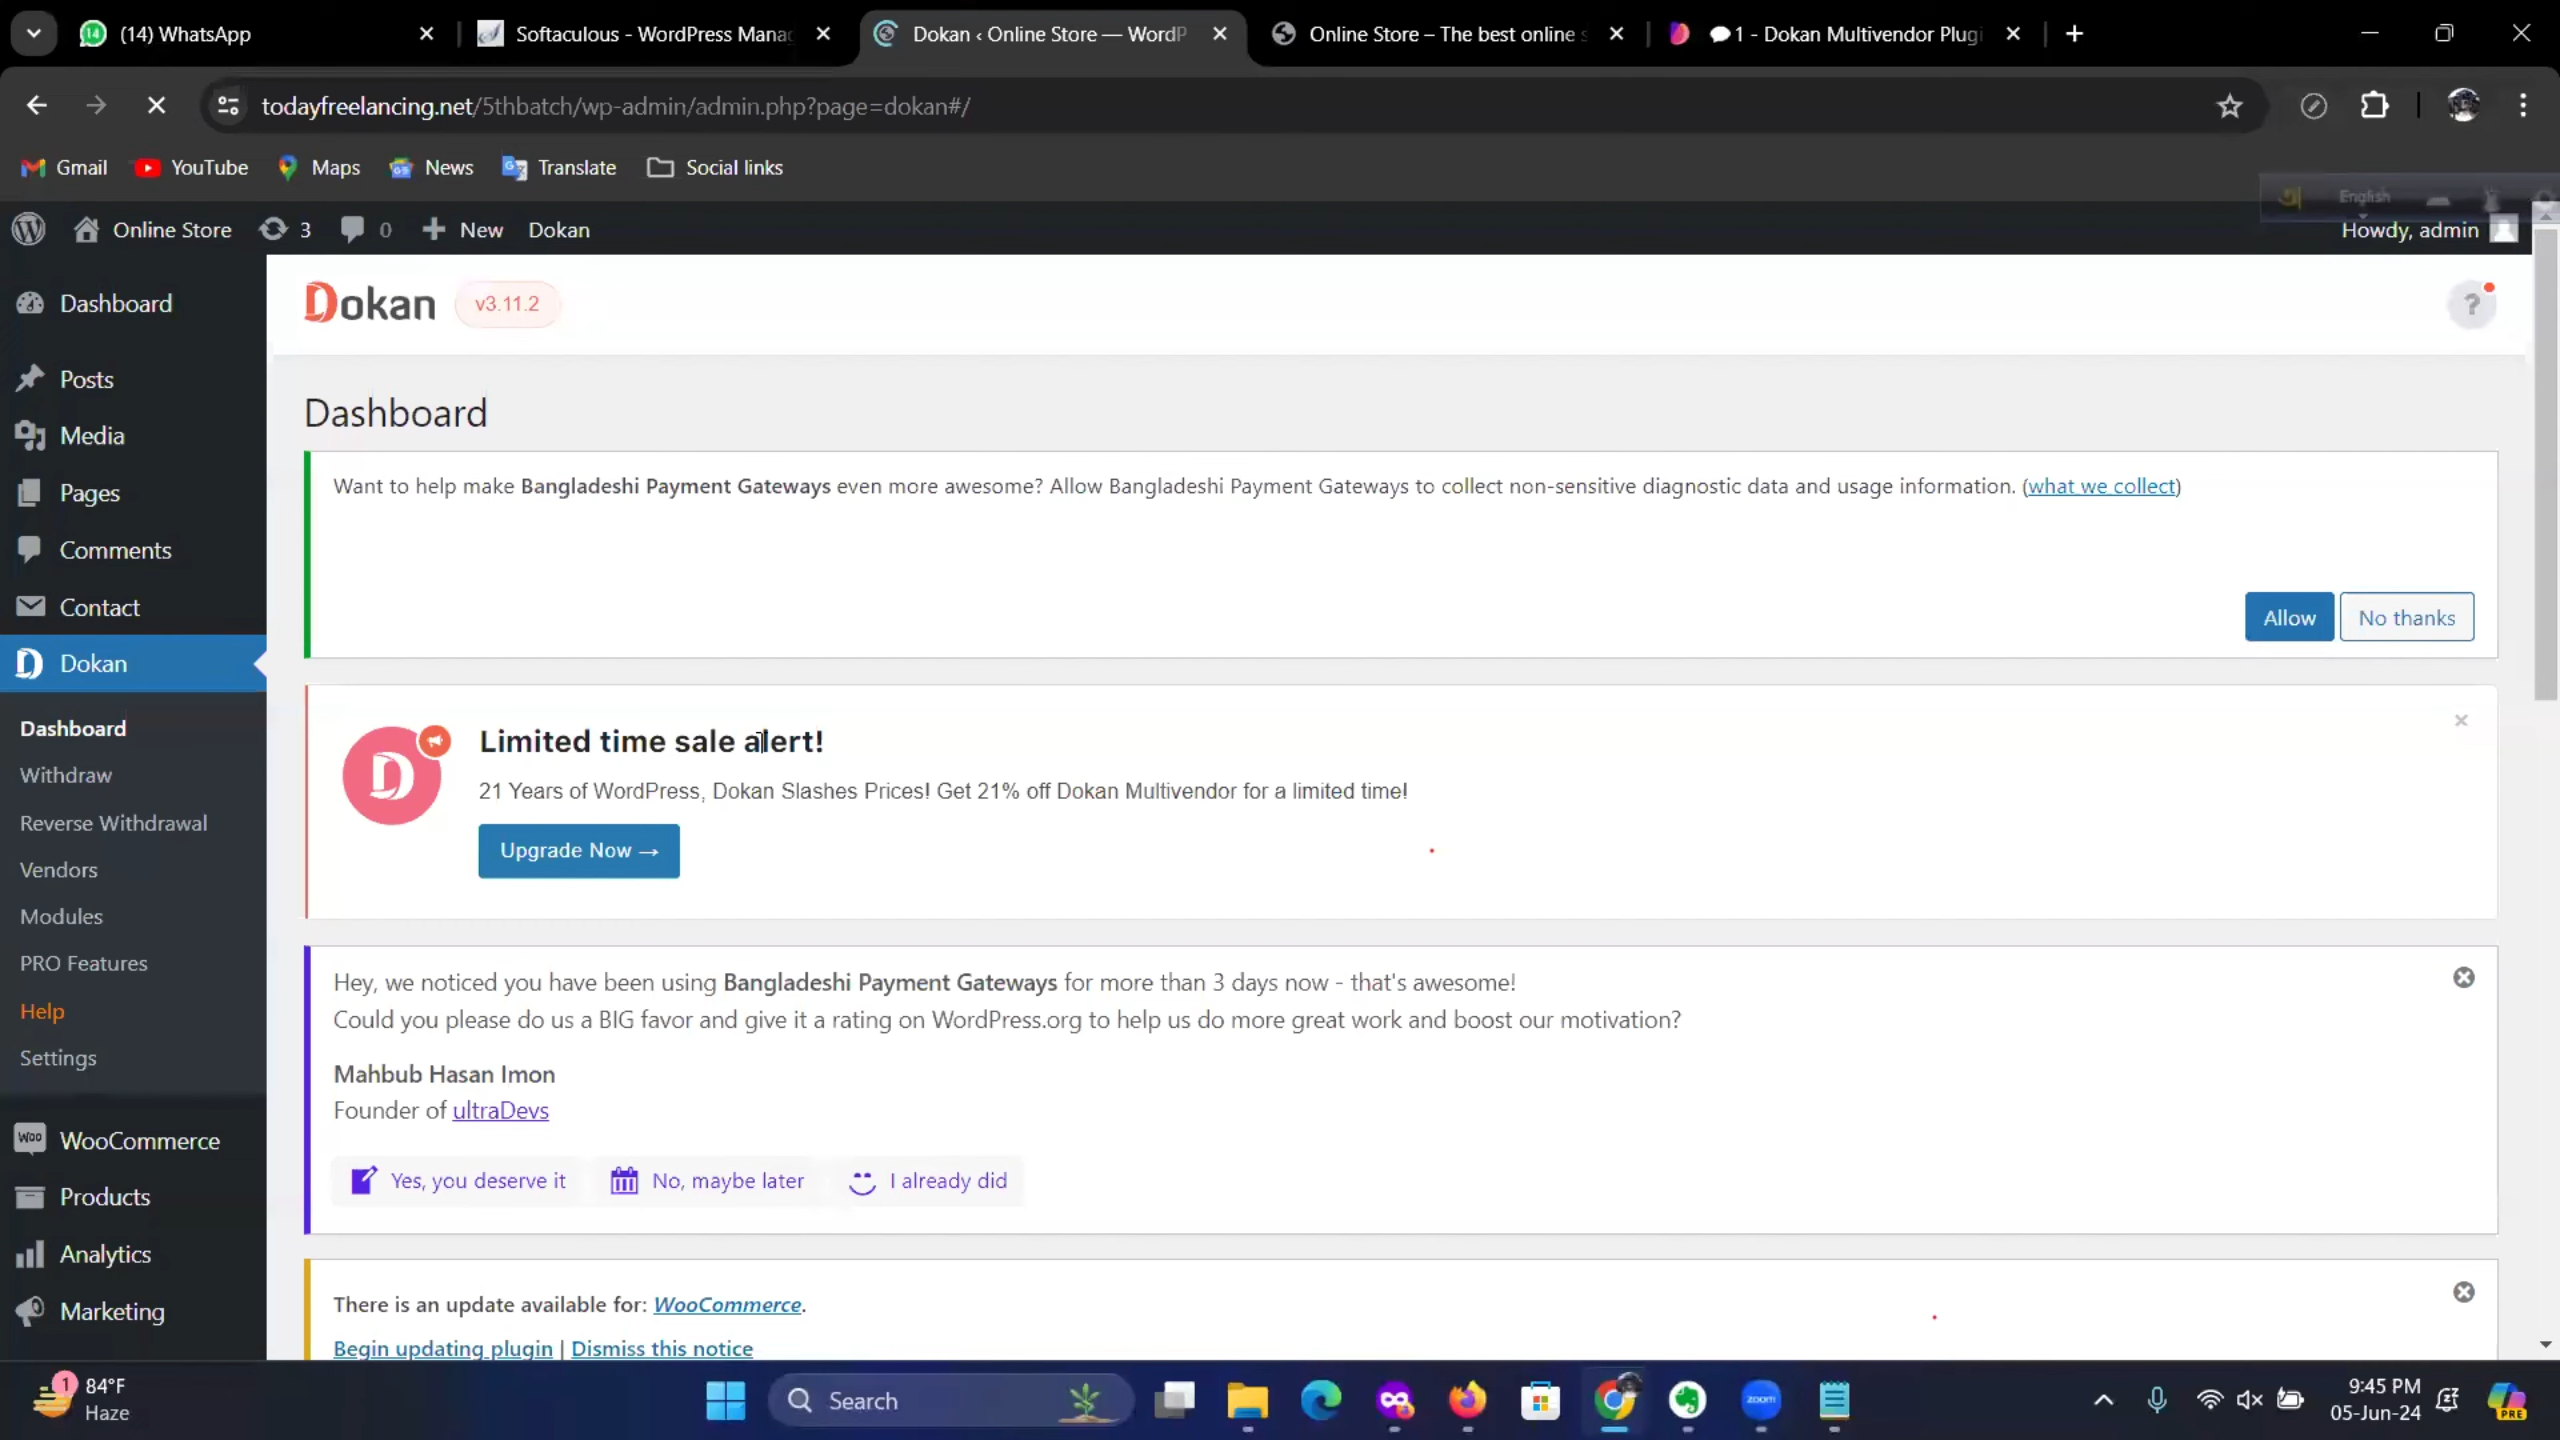 (14) WhatsApp
Softaculous - WordPress Manag
Dokan ‹ Online Store — WordP
Online Store – The best online s
1 - Dokan Multivendor Plugi
todayfreelancing.net/5thbatch/wp-admin/admin.php?page=dokan#/
Gmail
YouTube
Maps
News
Translate
Social links
English
Online Store
3
0
New
Dokan
Howdy, admin
Dashboard
Posts
Media
Pages
Comments
Contact
Dokan
Dashboard
Withdraw
Reverse Withdrawal
Vendors
Modules
PRO Features
Help
Settings
WooCommerce
Products
Analytics
Marketing
Dokan
v3.11.2
?
Dashboard
Want to help make Bangladeshi Payment Gateways even more awesome? Allow Bangladeshi Payment Gateways to collect non-sensitive diagnostic data and usage information. (what we collect)
Allow
No thanks
Limited time sale alert!
21 Years of WordPress, Dokan Slashes Prices! Get 21% off Dokan Multivendor for a limited time!
Upgrade Now →
Hey, we noticed you have been using Bangladeshi Payment Gateways for more than 3 days now - that's awesome!
Could you please do us a BIG favor and give it a rating on WordPress.org to help us do more great work and boost our motivation?
Mahbub Hasan Imon
Founder of ultraDevs
Yes, you deserve it
No, maybe later
I already did
There is an update available for: WooCommerce.
Begin updating plugin | Dismiss this notice
1
84°F
Haze
Search
zoom
9:45 PM
05-Jun-24
PRE